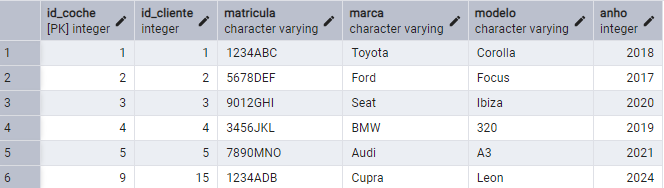 id_coche id_cliente matricula marca modelo anho
[PK] integer integer character varying character varying character varying integer
1 1 1 1234ABC Toyota Corolla 2018
2 2 2 5678DEF Ford Focus 2017
3 3 3 9012GHI Seat Ibiza 2020
4 4 4 3456JKL BMW 320 2019
5 5 5 7890MNO Audi A3 2021
6 9 15 1234ADB Cupra Leon 2024